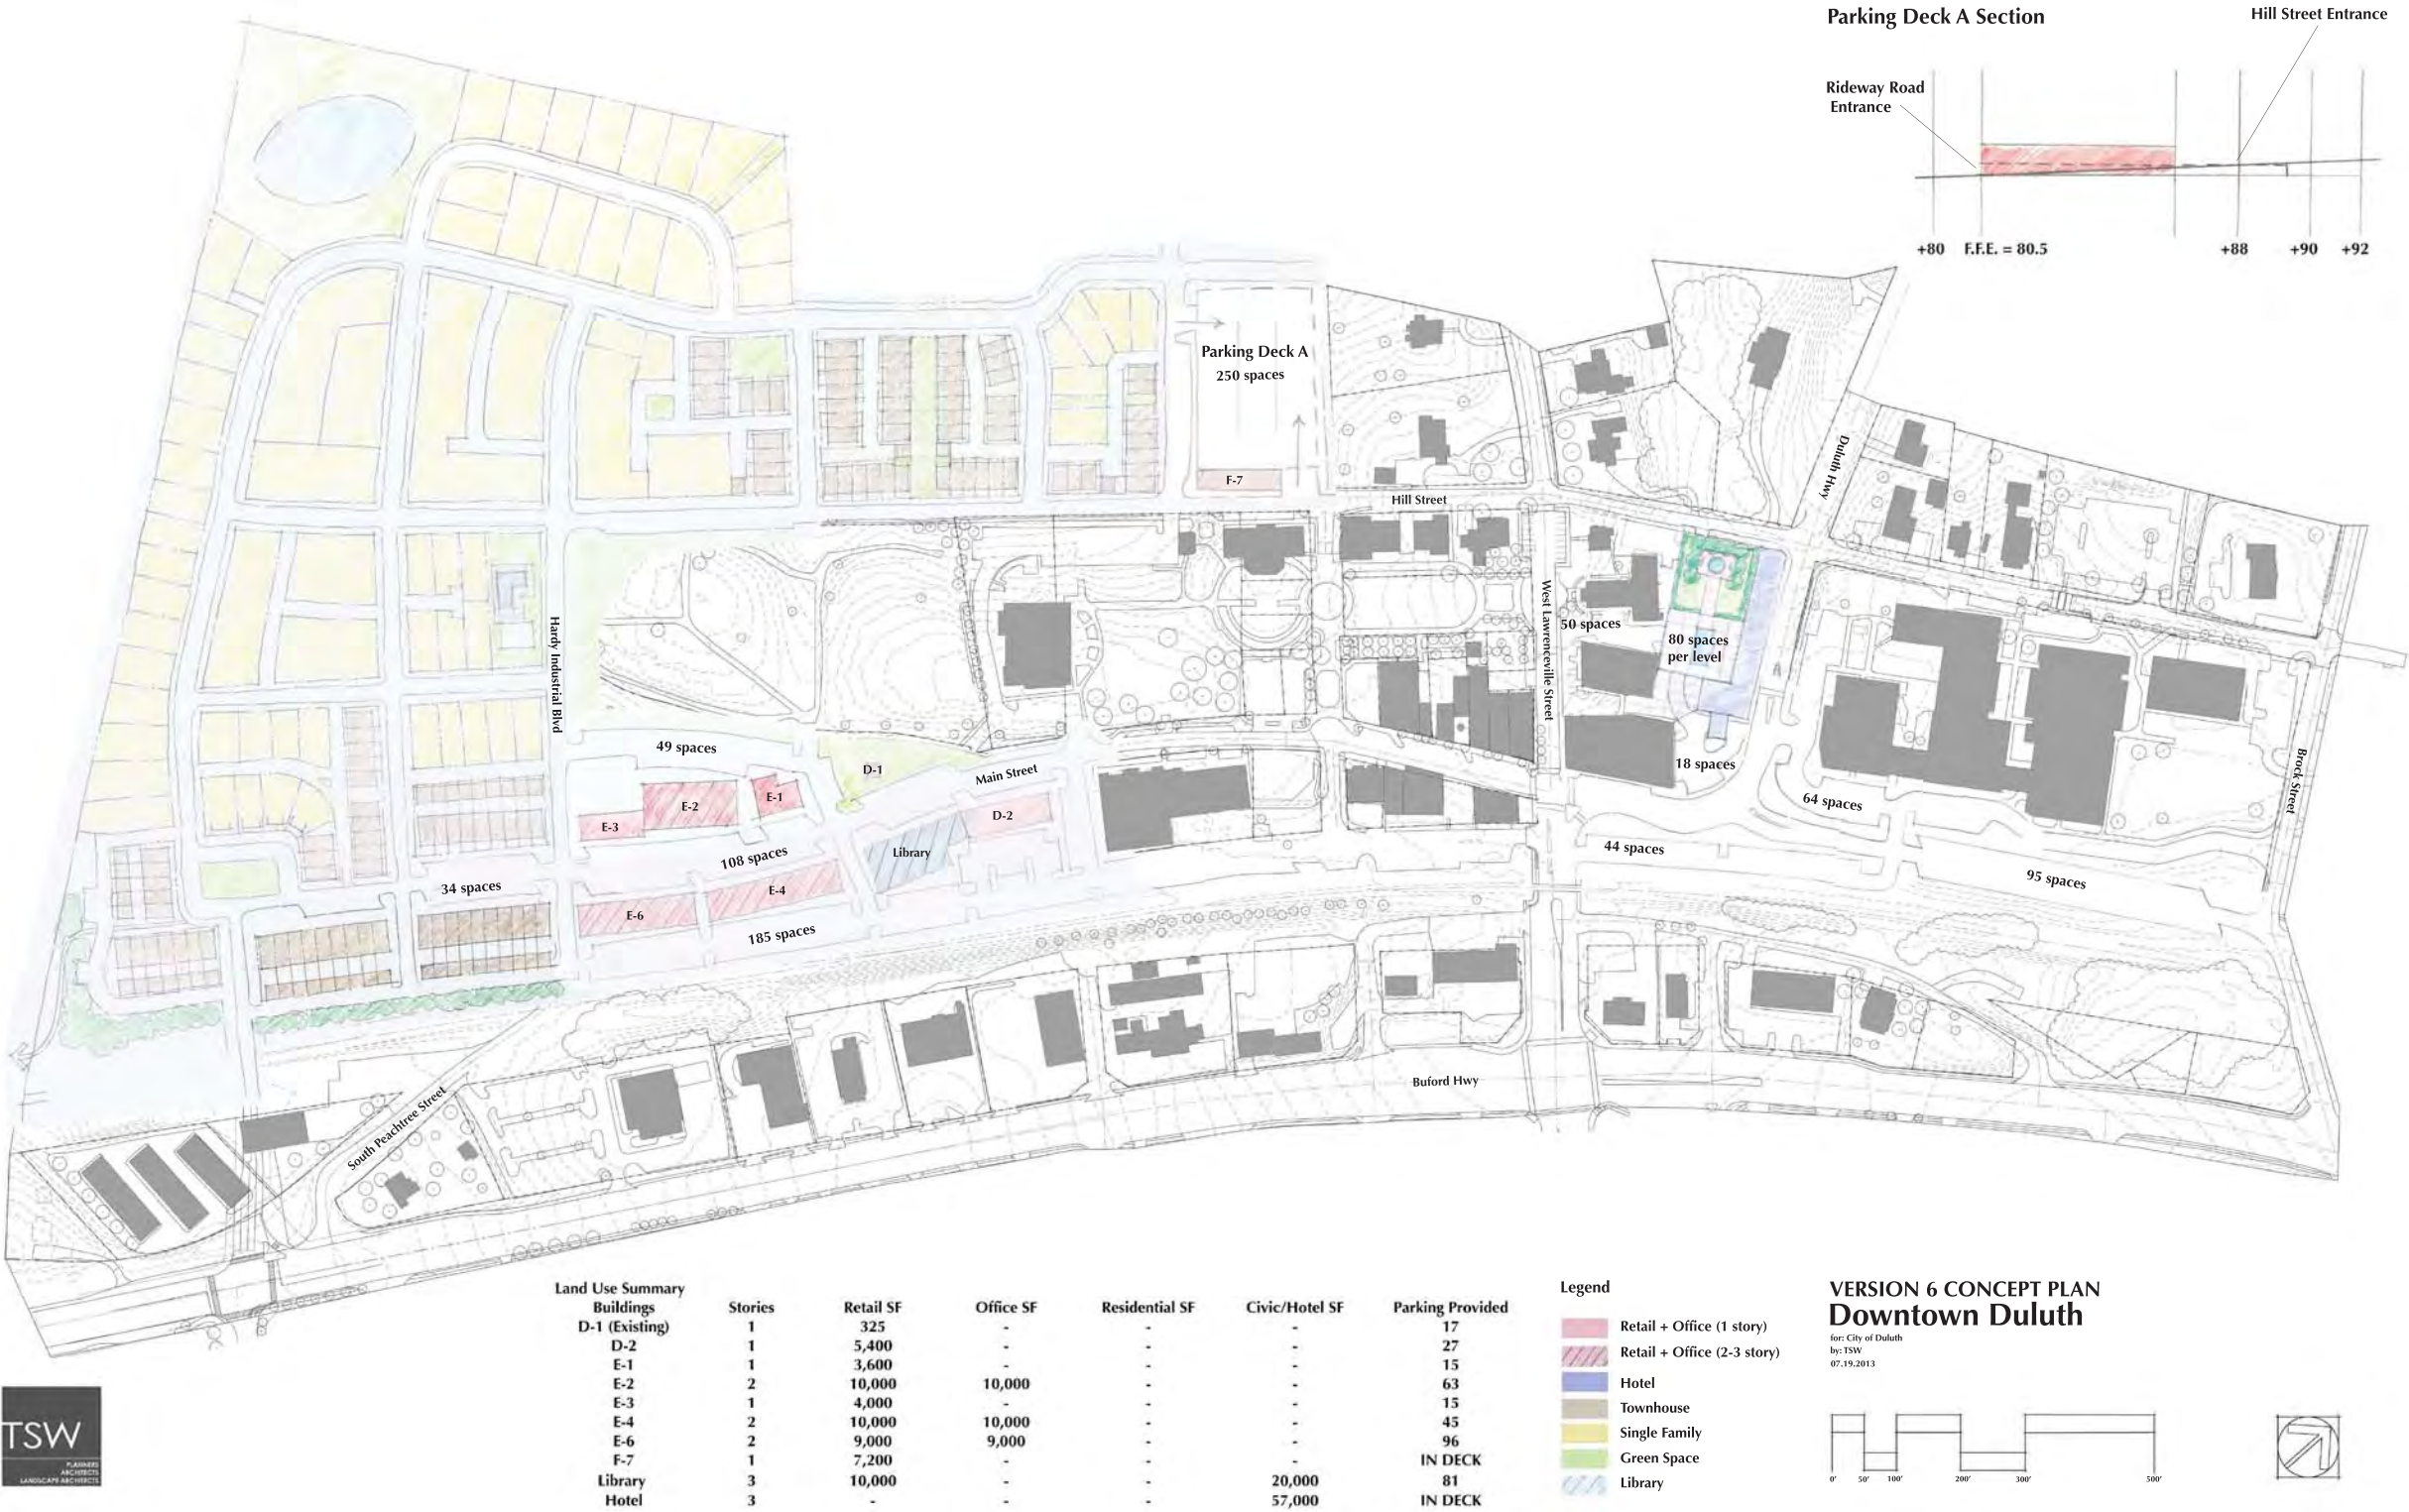 Parking Deck A Section
Hill Street Entrance
Rideway Road
Entrance
+80 F.F.E. = 80.5 +88 +90 +92
Parking Deck A
250 spaces
F-7
Hill Street
Duluth Hwy
Hardy Industrial Blvd
West Lawrenceville Street
50 spaces
80 spaces
per level
18 spaces
64 spaces
44 spaces
95 spaces
Brock Street
49 spaces
D-1
Main Street
E-2
E-1
E-3
D-2
Library
108 spaces
34 spaces
E-4
E-6
185 spaces
Buford Hwy
South Peachtree Street
Land Use Summary
Buildings Stories Retail SF Office SF Residential SF Civic/Hotel SF Parking Provided
D-1 (Existing) 1 325 - - - 17
D-2 1 5,400 - - - 27
E-1 1 3,600 - - - 15
E-2 2 10,000 10,000 - - 63
E-3 1 4,000 - - - 15
E-4 2 10,000 10,000 - - 45
E-6 2 9,000 9,000 - - 96
F-7 1 7,200 - - - IN DECK
Library 3 10,000 - - 20,000 81
Hotel 3 - - - 57,000 IN DECK
Legend
Retail + Office (1 story)
Retail + Office (2-3 story)
Hotel
Townhouse
Single Family
Green Space
Library
VERSION 6 CONCEPT PLAN
Downtown Duluth
for: City of Duluth
by: TSW
07.19.2013
0' 50' 100' 200' 300' 500'
TSW
PLANNERS
ARCHITECTS
LANDSCAPE ARCHITECTS